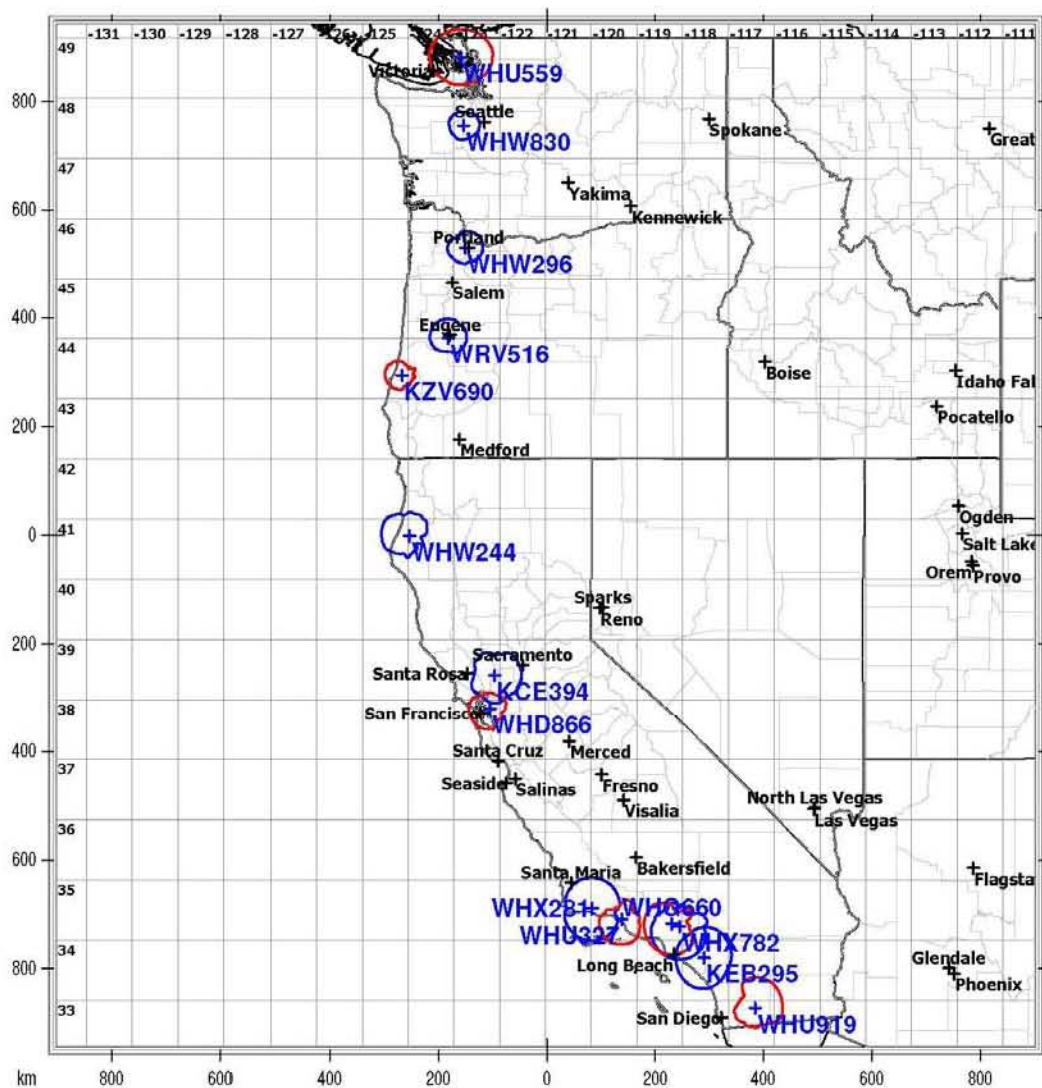 -131 -130 -129 -128 -127 -126 -125 -124 -123 -122 -121 -120 -119 -118 -117 -116 -115 -114 -113 -112 -111
49
Victoria
WHU559
800
48
Seattle
WHW830
Spokane
Great
47
Yakima
600
Kennewick
46
Portland
WHW296
45
Salem
400
Eugene
44
WRV516
Boise
Idaho Fal
KZV690
43
Pocatello
200
Medford
42
Ogden
0
41
WHW244
Salt Lake
Orem
Provo
40
Sparks
Reno
200
39
Sacramento
Santa Rosa
KCE394
38
San Francisco
WHD866
400
Santa Cruz
Merced
37
Seaside
Salinas
Fresno
North Las Vegas
Visalia
Las Vegas
36
600
Bakersfield
Santa Maria
Flagsta
35
WHX281
WHG660
WHU327
WHX782
34
Glendale
800
Long Beach
KEB295
Phoenix
33
San Diego
WHU919
km 800 600 400 200 0 200 400 600 800